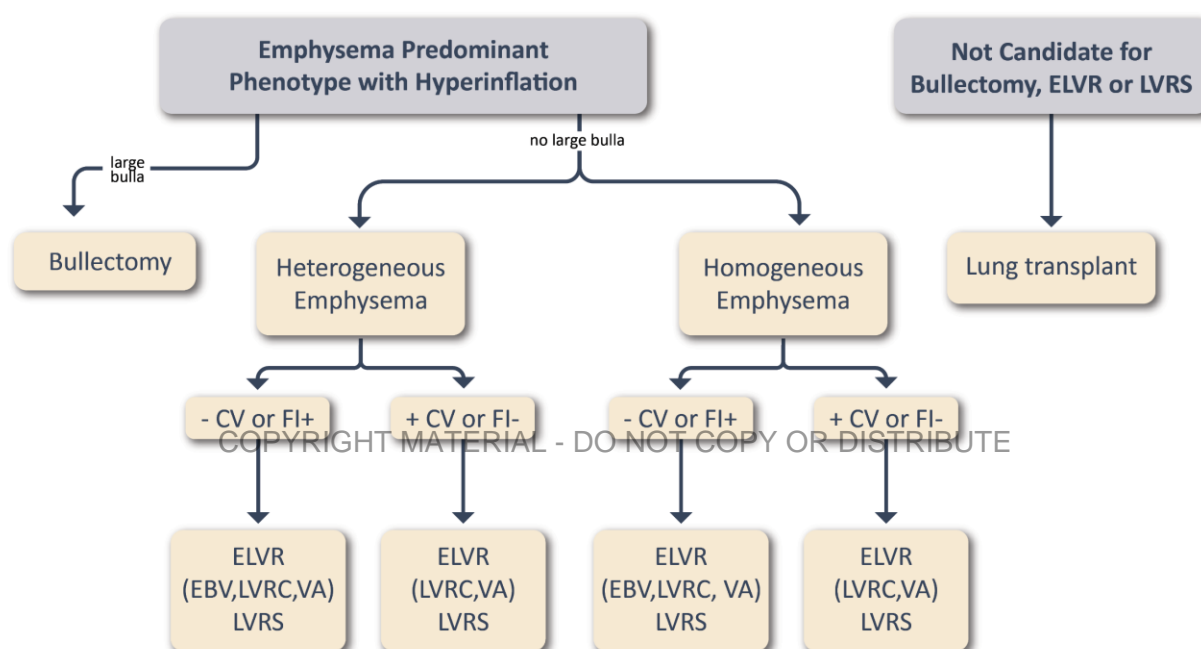 Emphysema Predominant
Phenotype with Hyperinflation
Not Candidate for
Bullectomy, ELVR or LVRS
large
bulla
no large bulla
Bullectomy
Heterogeneous
Emphysema
Homogeneous
Emphysema
Lung transplant
- CV or FI+
+ CV or FI-
- CV or FI+
+ CV or FI-
COPYRIGHT MATERIAL - DO NOT COPY OR DISTRIBUTE
ELVR
(EBV,LVRC,VA)
LVRS
ELVR
(LVRC,VA)
LVRS
ELVR
(EBV,LVRC, VA)
LVRS
ELVR
(LVRC,VA)
LVRS